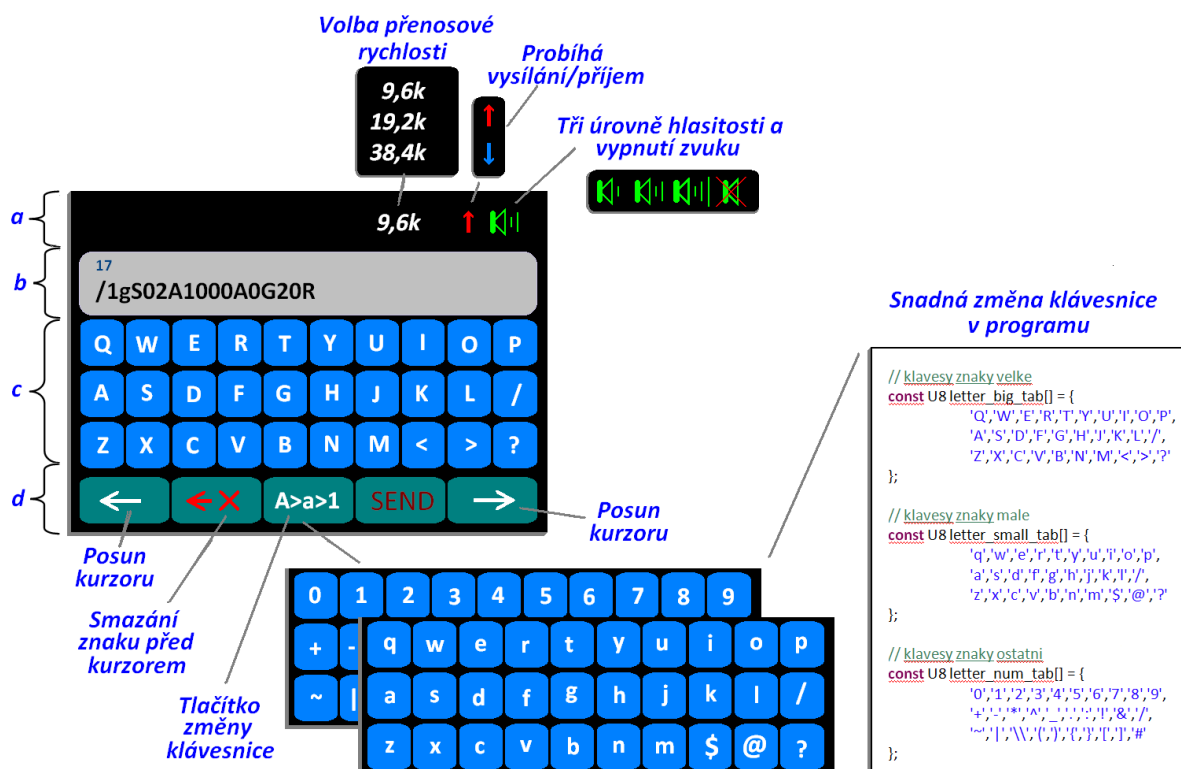 Volba přenosové
rychlosti
9,6k
19,2k
38,4k
Probíhá
vysílání/příjem
Tři úrovně hlasitosti a
vypnutí zvuku
a
9,6k
b
17
/1gS02A1000A0G20R
c
Q W E R T Y U I O P
A S D F G H J K L /
Z X C V B N M < > ?
d
A>a>1 SEND
Posun
kurzoru
Smazání
znaku před
kurzorem
Tlačítko
změny
klávesnice
Posun
kurzoru
0 1 2 3 4 5 6 7 8 9
+ -
~ |
q w e r t y u i o p
a s d f g h j k l /
z x c v b n m $ @ ?
Snadná změna klávesnice
v programu
// klavesy znaky velke
const U8 letter_big_tab[] = {
'Q','W','E','R','T','Y','U','I','O','P',
'A','S','D','F','G','H','J','K','L','/',
'Z','X','C','V','B','N','M','<','>','?'
};
// klavesy znaky male
const U8 letter_small_tab[] = {
'q','w','e','r','t','y','u','i','o','p',
'a','s','d','f','g','h','j','k','l','/',
'z','x','c','v','b','n','m','$','@','?'
};
// klavesy znaky ostatni
const U8 letter_num_tab[] = {
'0','1','2','3','4','5','6','7','8','9',
'+','-','*','^','_','.',':','!','&','/',
'~','|','\\','(',')','{','}','[',']','#'
};